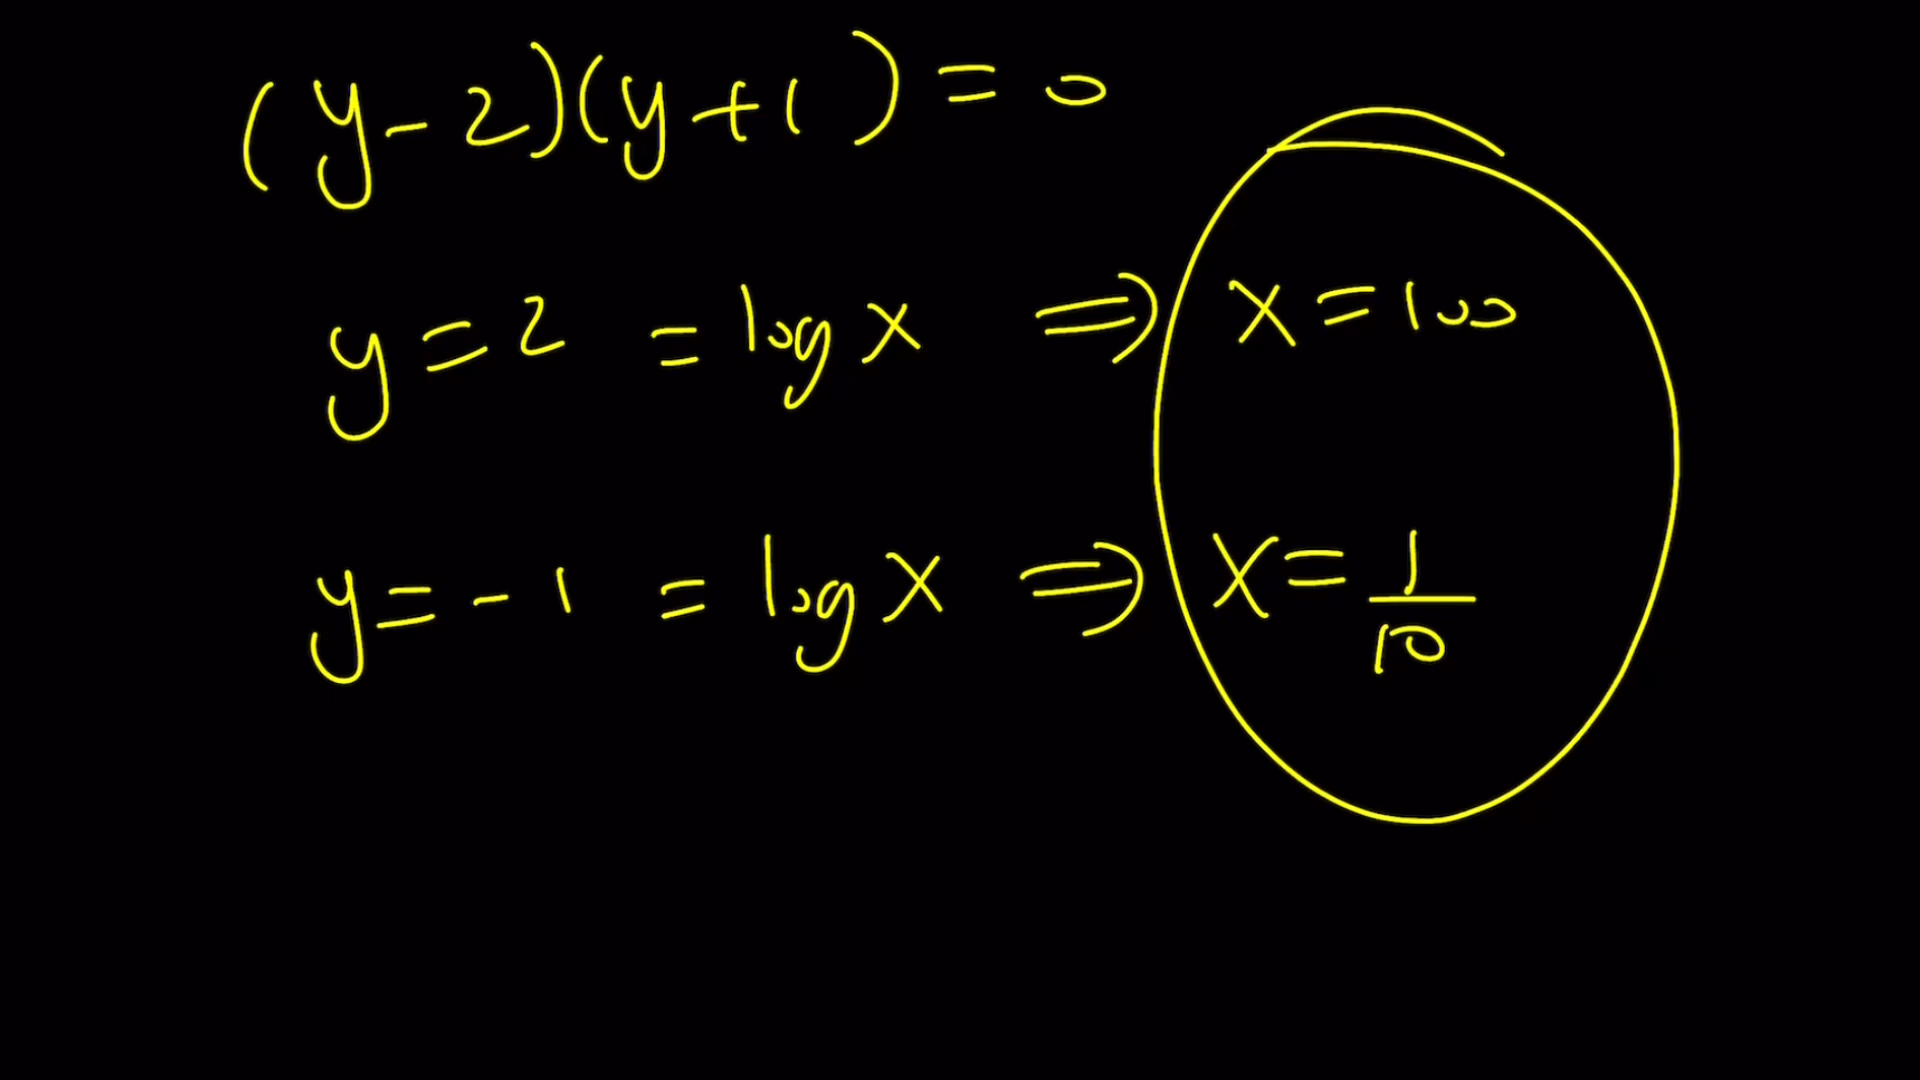 (y-2)(y+1)=0
y=2 = log x ⇒ x=100
y=-1 = log x ⇒ x=1/10